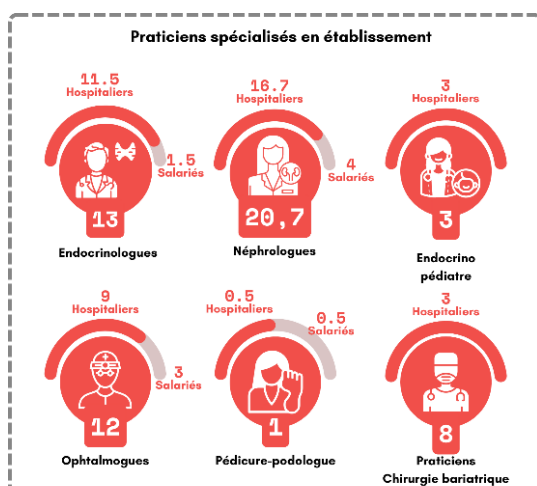 Praticiens spécialisés en établissement
11.5
Hospitaliers
1.5
Salariés
13
Endocrinologues
16.7
Hospitaliers
4
Salariés
20,7
Néphrologues
3
Hospitaliers
3
Endocrino
pédiatre
9
Hospitaliers
3
Salariés
12
Ophtalmogues
0.5
Hospitaliers
0.5
Salariés
1
Pédicure-podologue
3
Hospitaliers
8
Praticiens
Chirurgie bariatrique